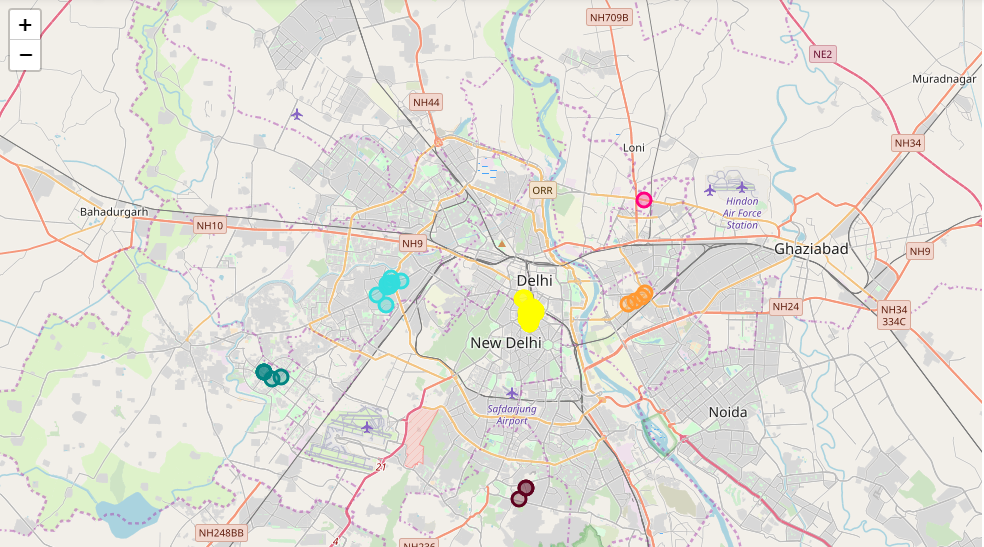 +
−
NH709B
NE2
Muradnagar
NH44
NH34
Loni
ORR
Bahadurgarh
NH10
Hindon
Air Force
Station
NH9
Ghaziabad
NH9
Delhi
NH24
NH34
334C
New Delhi
Safdarjung
Airport
Noida
21
NH248BB
4
NH236